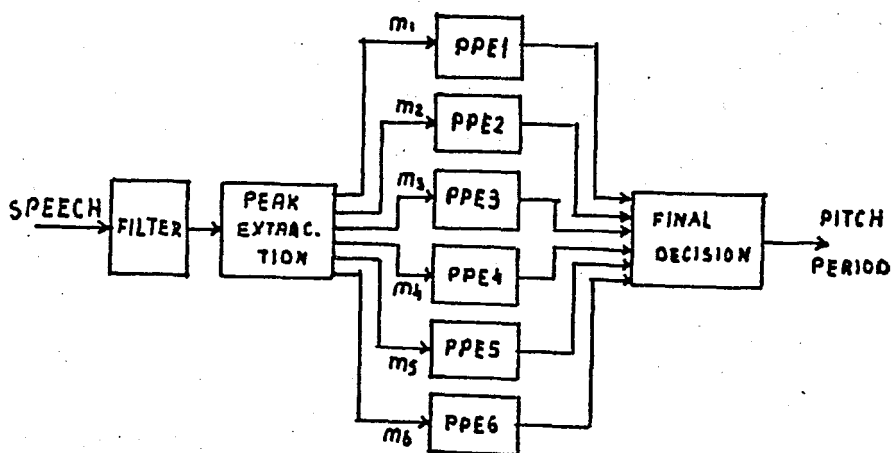 m1
PPE1
m2
PPE2
m3
PPE3
SPEECH
FILTER
PEAK
EXTRAC.
TION
FINAL
DECISION
PITCH
PERIOD
m4
PPE4
m5
PPE5
m6
PPE6